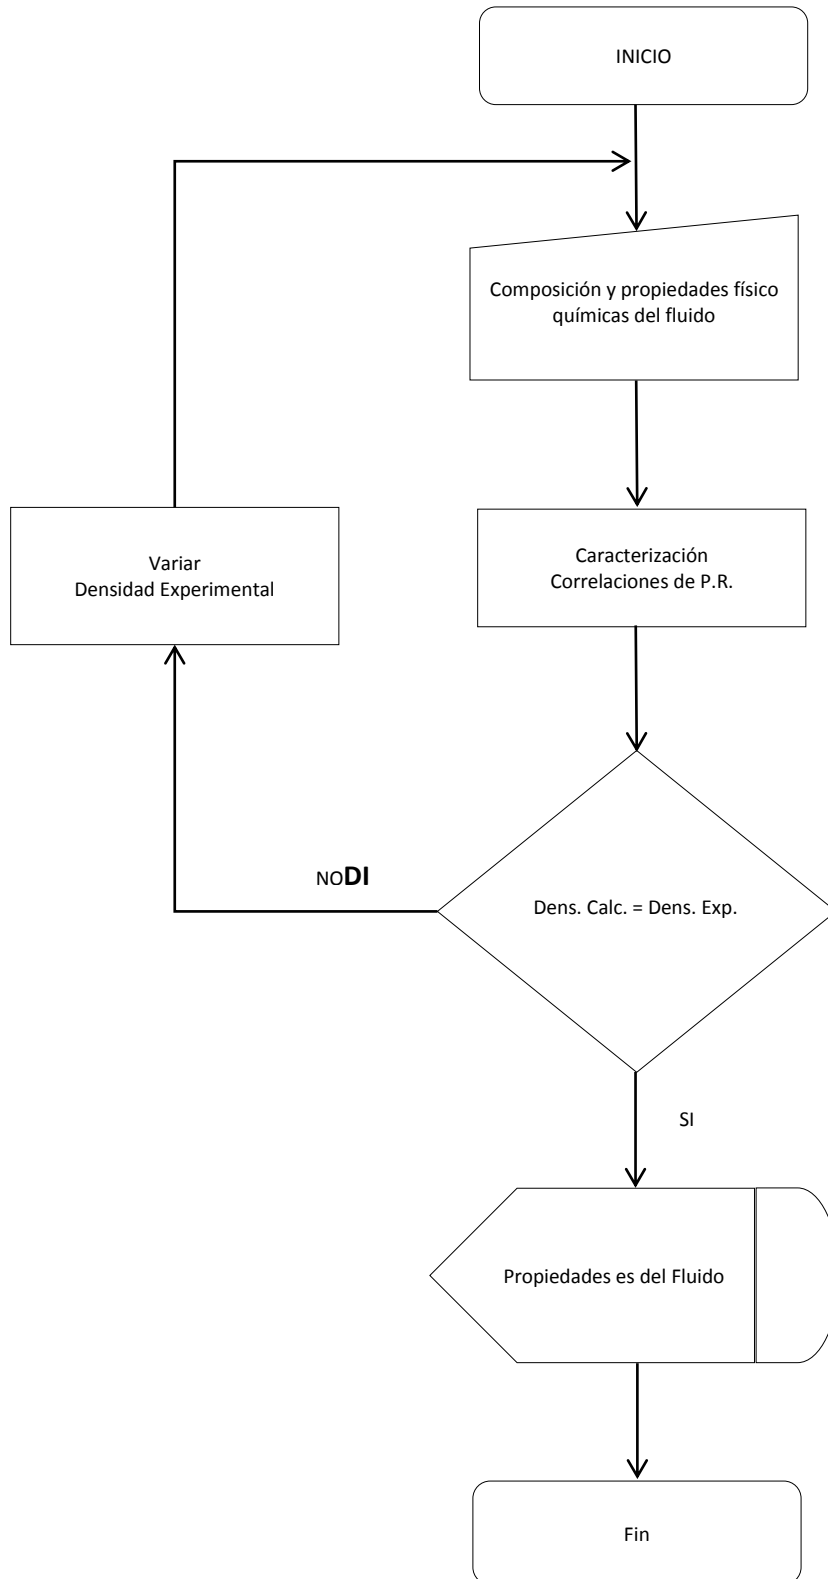 INICIO
Composición y propiedades físico
químicas del fluido
Caracterización
Correlaciones de P.R.
Variar
Densidad Experimental
Dens. Calc. = Dens. Exp.
NODI
SI
Propiedades es del Fluido
Fin